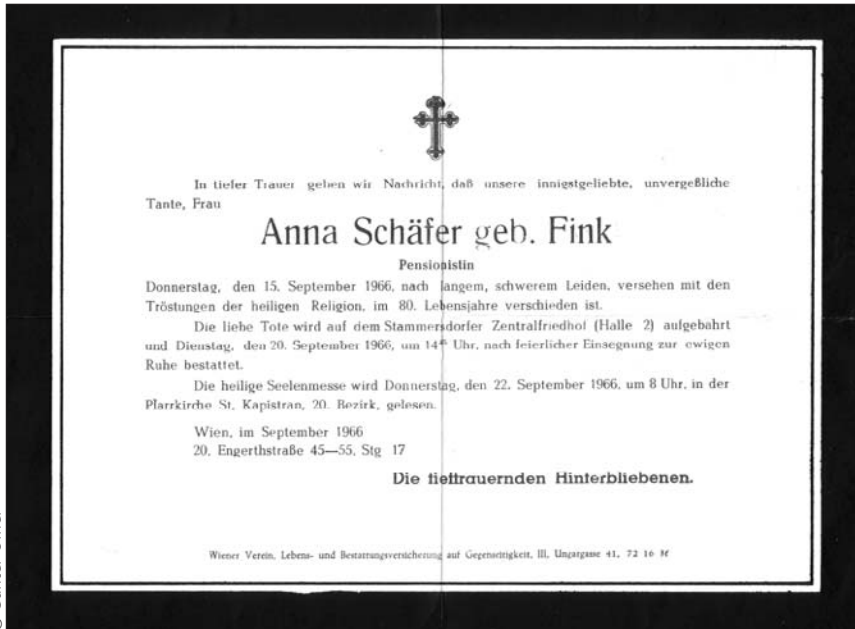 In tiefer Trauer geben wir Nachricht, daß unsere innigstgeliebte, unvergeßliche
Tante, Frau
Anna Schäfer geb. Fink
Pensionistin
Donnerstag, den 15. September 1966, nach langem, schwerem Leiden, versehen mit den
Tröstungen der heiligen Religion, im 80. Lebensjahre verschieden ist.
Die liebe Tote wird auf dem Stammersdorfer Zentralfriedhof (Halle 2) aufgebahrt
und Dienstag, den 20. September 1966, um 14 Uhr, nach feierlicher Einsegnung zur ewigen
Ruhe bestattet.
Die heilige Seelenmesse wird Donnerstag, den 22. September 1966, um 8 Uhr, in der
Pfarrkirche St. Kapistran, 20. Bezirk, gelesen.
Wien, im September 1966
20, Engerthstraße 45—55, Stg 17
Die tieftrauernden Hinterbliebenen.
Wiener Verein, Lebens- und Bestattungsversicherung auf Gegenseitigkeit, III, Ungargasse 41, 72 16